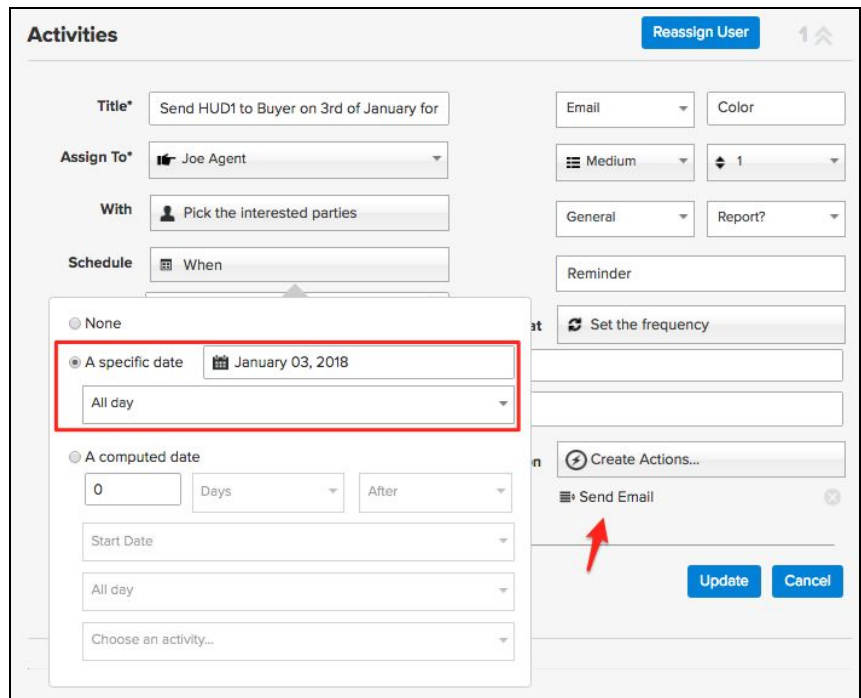 Activities
Reassign User
1
Title*
Send HUD1 to Buyer on 3rd of January for
Email
Color
Assign To*
Joe Agent
Medium
1
With
Pick the interested parties
General
Report?
Schedule
When
Reminder
None
at
Set the frequency
A specific date
January 03, 2018
All day
A computed date
on
Create Actions...
0
Days
After
Send Email
Start Date
All day
Update
Cancel
Choose an activity...